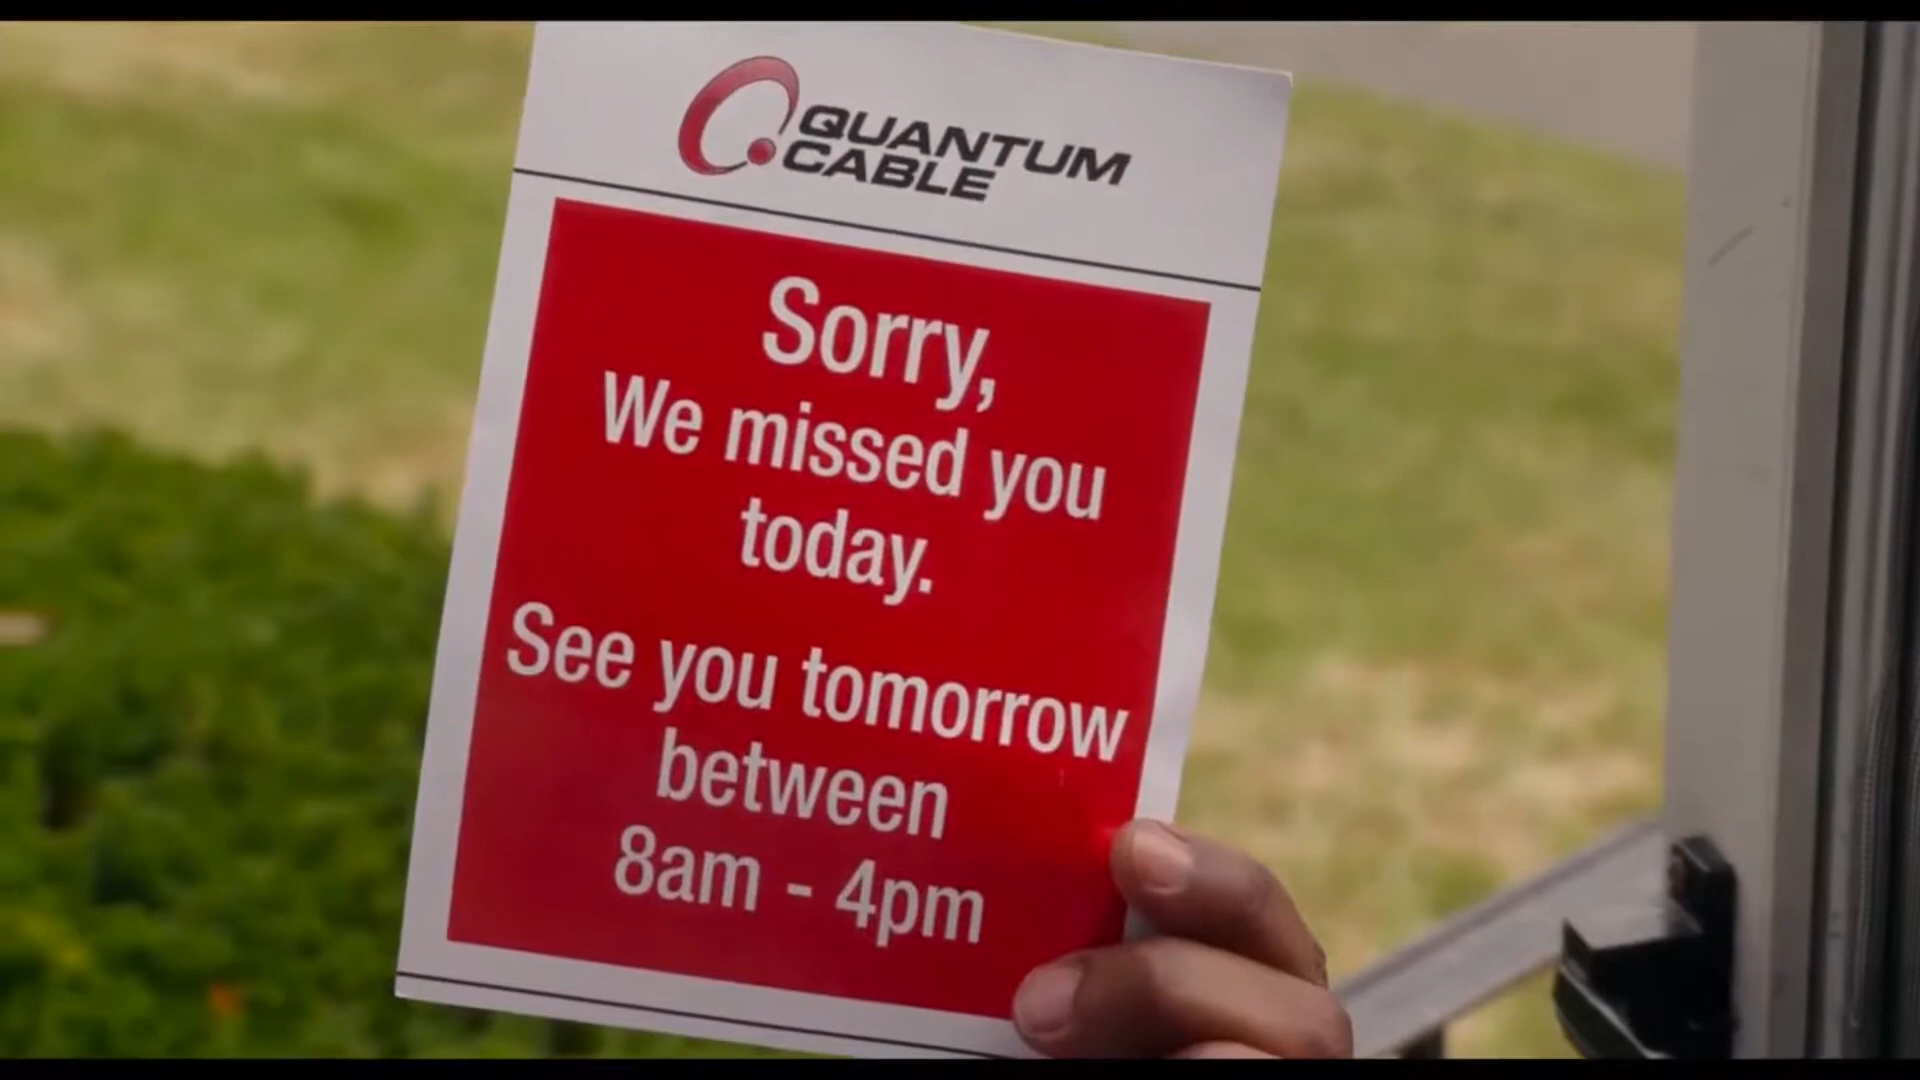 QUANTUM
CABLE
Sorry,
We missed you
today.
See you tomorrow
between
8am - 4pm